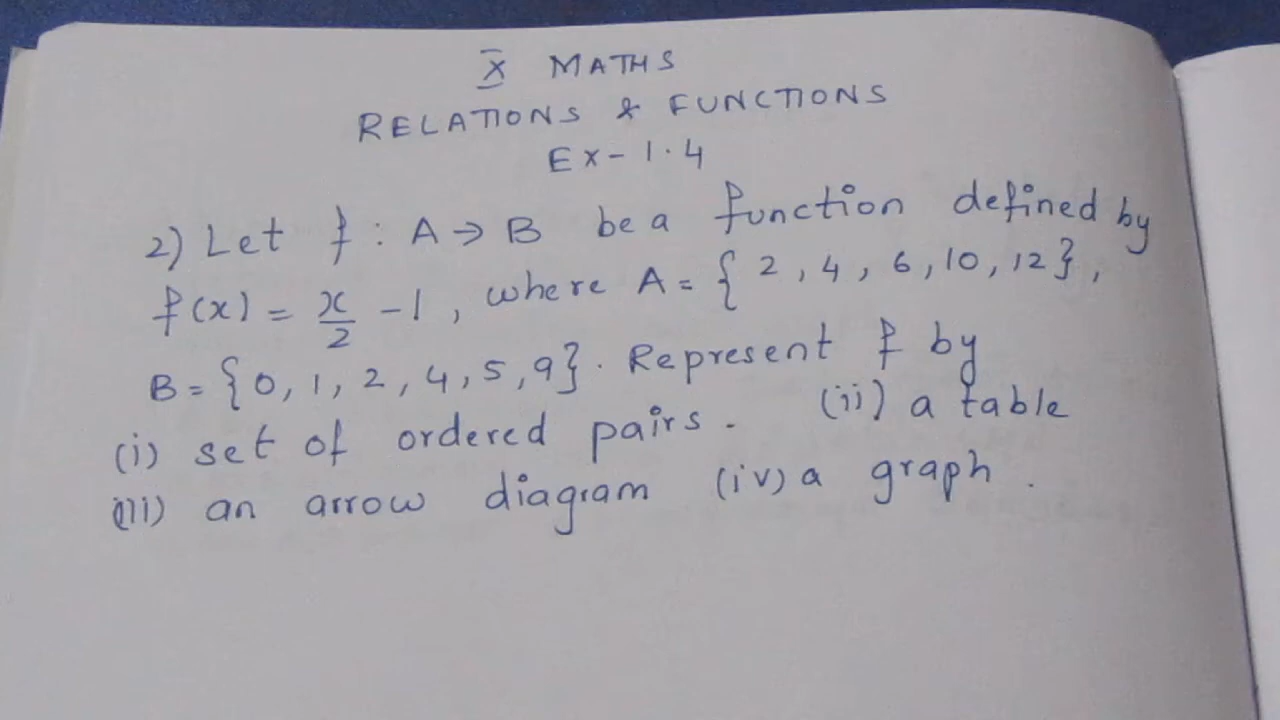 X MATHS
RELATIONS & FUNCTIONS
Ex- 1.4
2) Let f : A → B be a function defined by
f(x) = x/2 - 1, where A = { 2, 4, 6, 10, 12 },
B = { 0, 1, 2, 4, 5, 9 }. Represent f by
(i) set of ordered pairs. (ii) a table
(iii) an arrow diagram (iv) a graph.